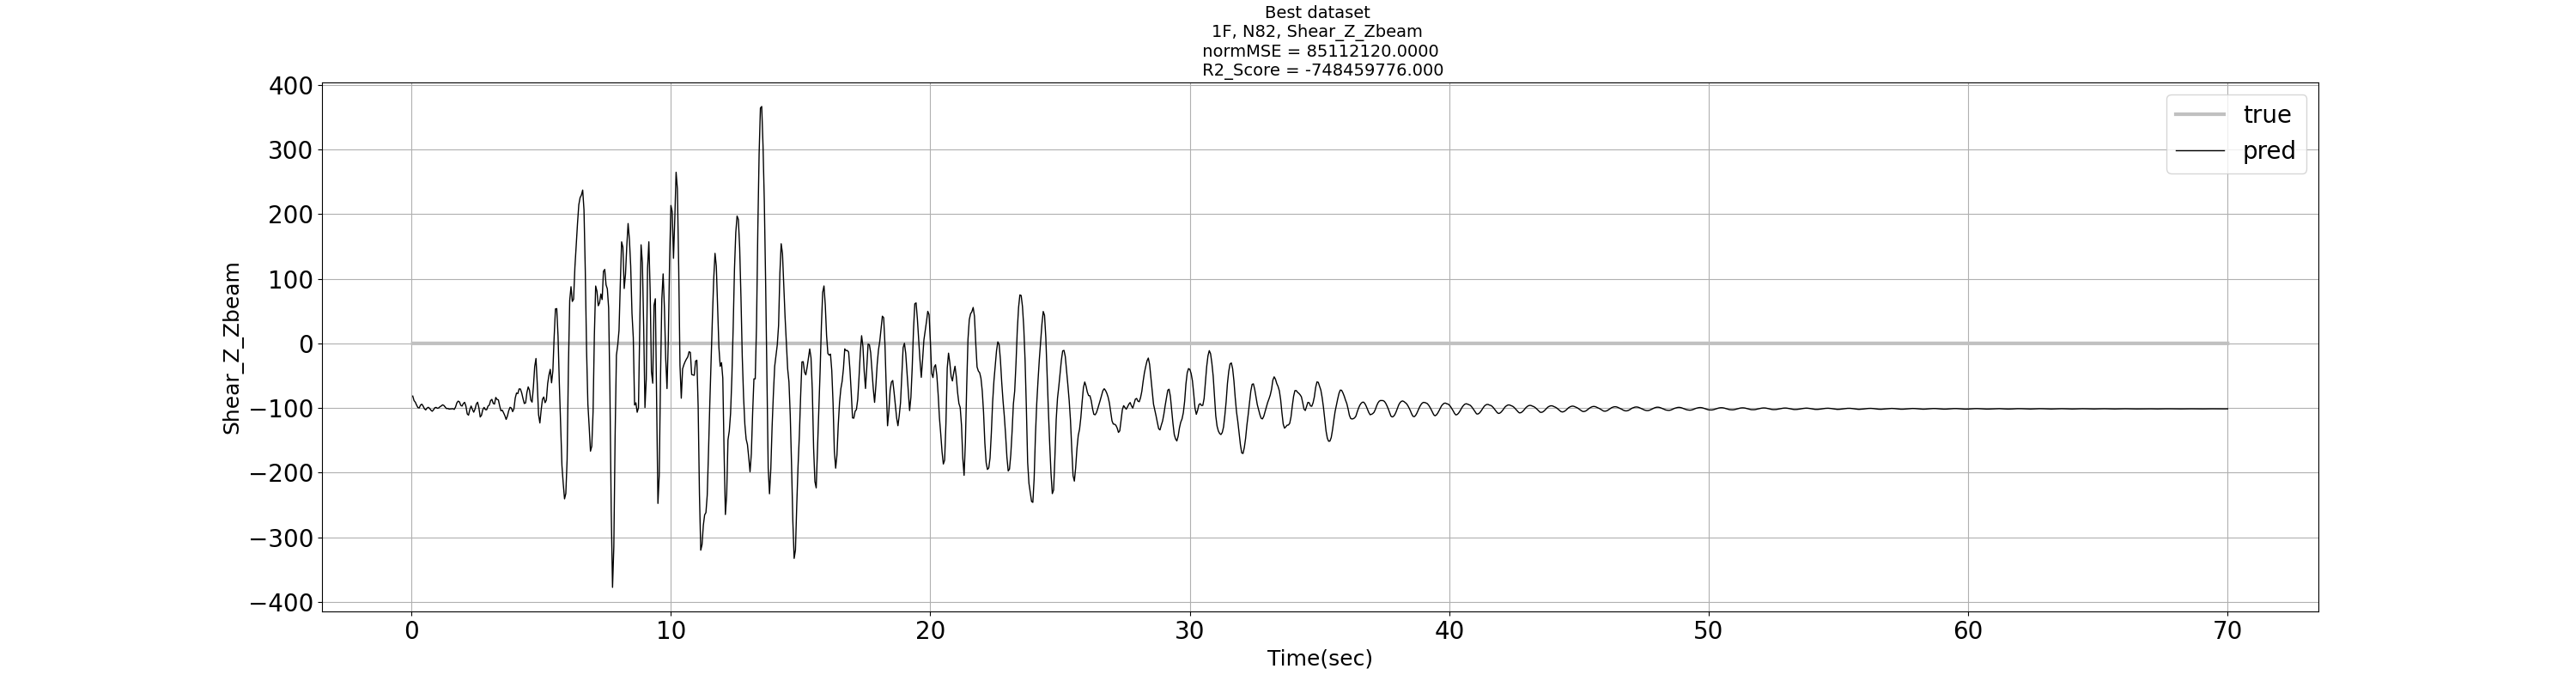 Best dataset
1F, N82, Shear_Z_Zbeam
normMSE = 85112120.0000
R2_Score = -748459776.000
400
300
200
100
0
−100
−200
−300
−400
Shear_Z_Zbeam
true
pred
0 10 20 30 40 50 60 70
Time(sec)